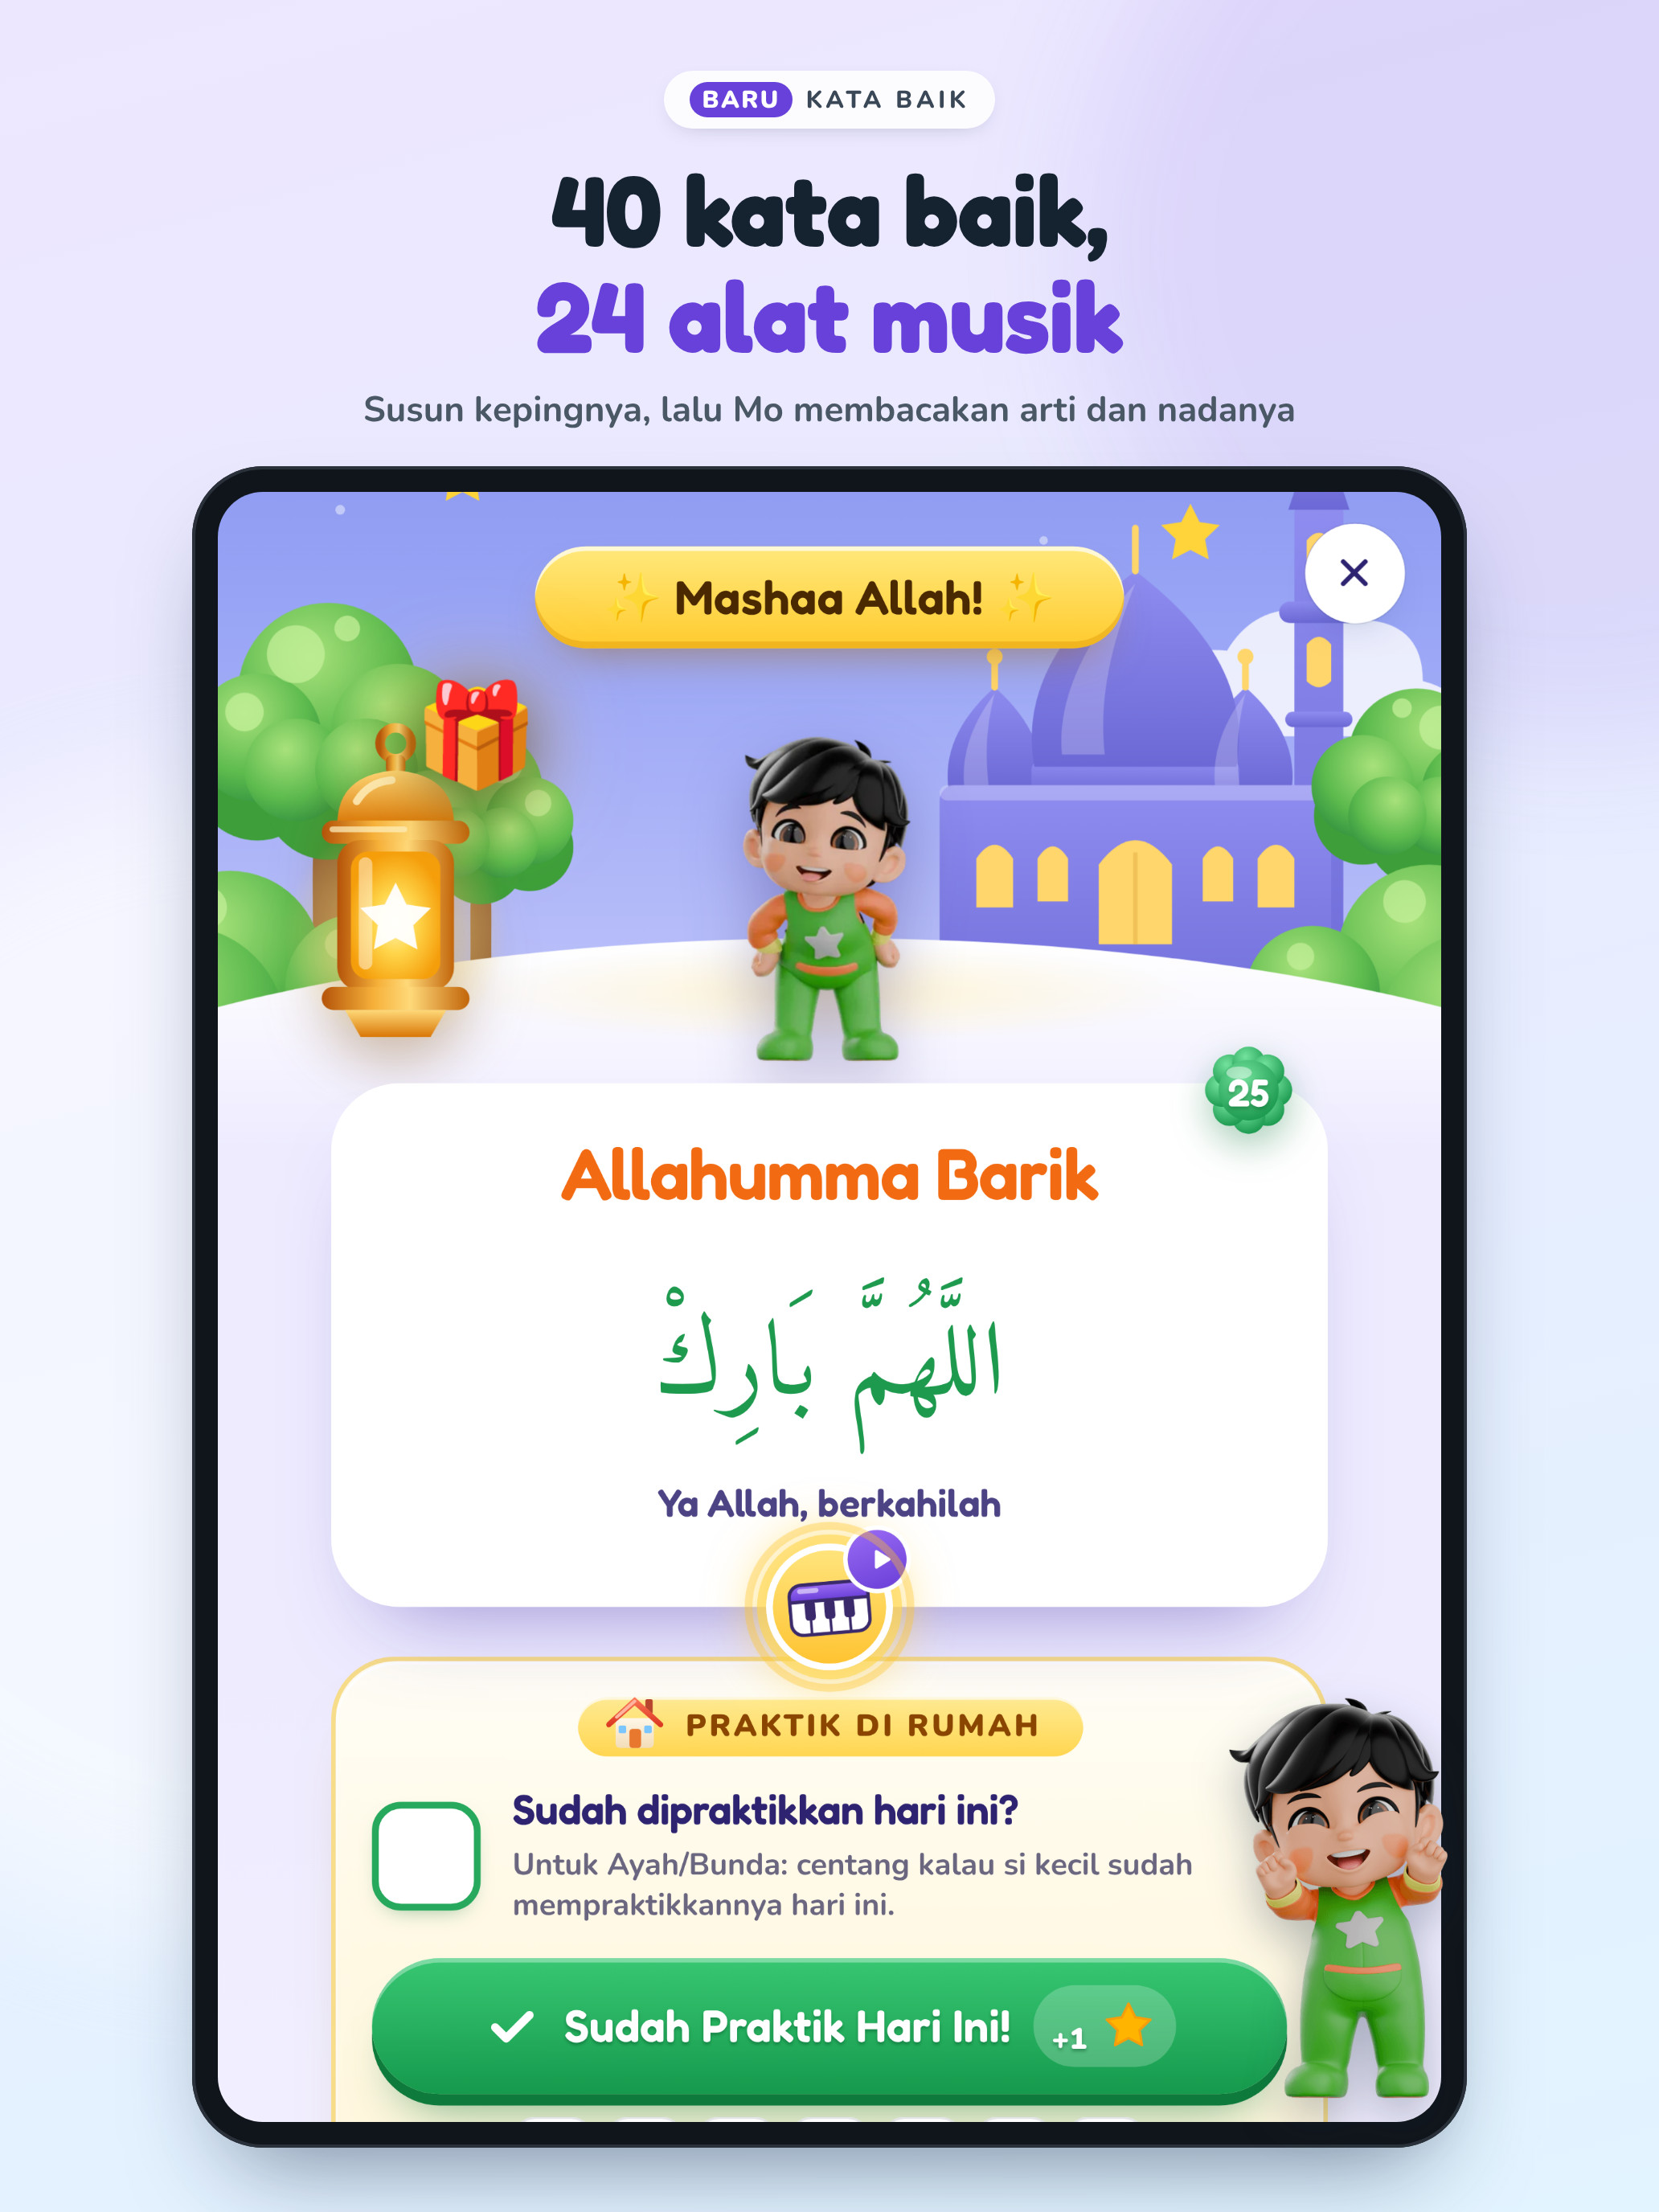 BARU KATA BAIK
40 kata baik,
24 alat musik
Susun kepingnya, lalu Mo membacakan arti dan nadanya
✨ Mashaa Allah! ✨
25
Allahumma Barik
اللَّهُمَّ بَارِكْ
Ya Allah, berkahilah
PRAKTIK DI RUMAH
Sudah dipraktikkan hari ini?
Untuk Ayah/Bunda: centang kalau si kecil sudah
mempraktikkannya hari ini.
Sudah Praktik Hari Ini! +1